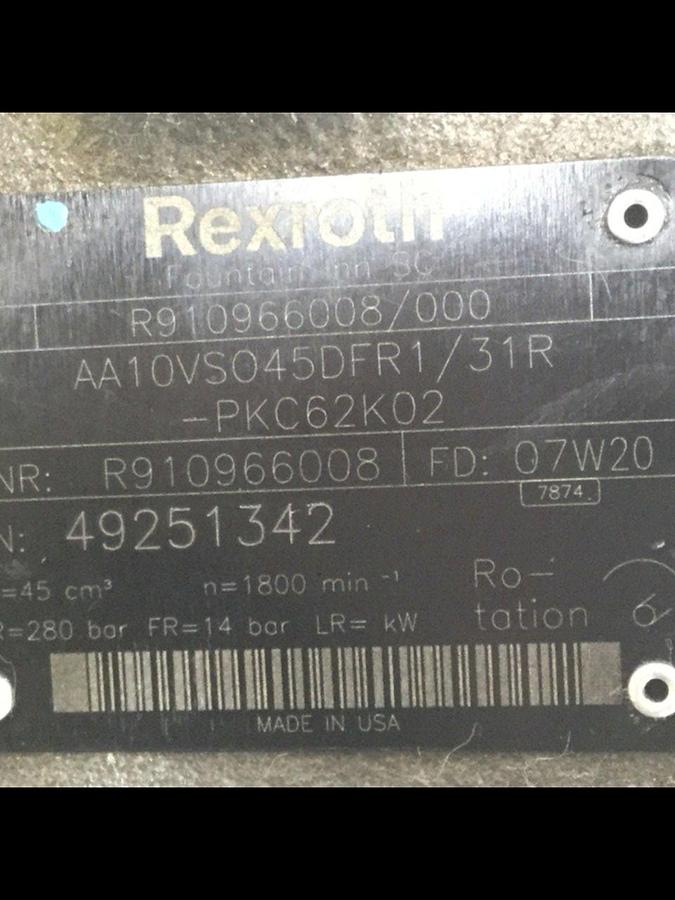 Rexroth
Fountain Inn SC
R910966008/000
AA10VSO45DFR1/31R
-PKC62K02
NR: R910966008 FD: 07W20
7874
N: 49251342
=45 cm³ n=1800 min⁻¹ Ro-
R=280 bar FR=14 bar LR= kW tation
MADE IN USA